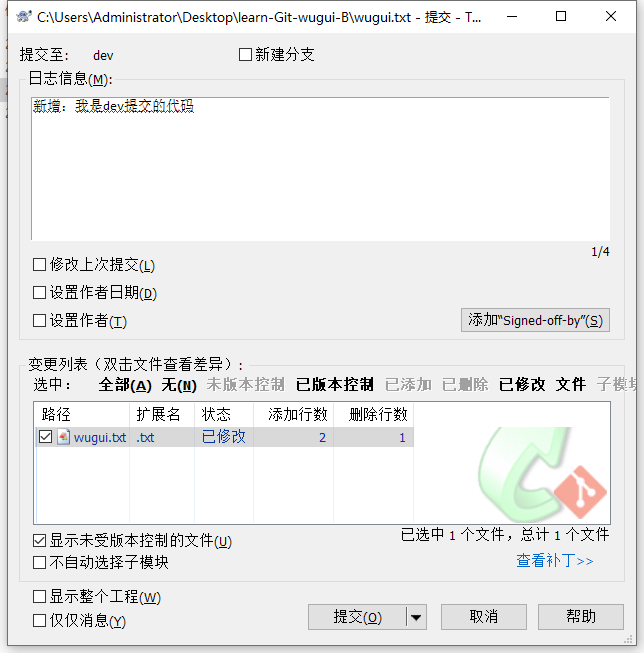 C:\Users\Administrator\Desktop\learn-Git-wugui-B\wugui.txt - 提交 - T...
提交至: dev 新建分支
日志信息(M):
新增：我是dev提交的代码
1/4
修改上次提交(L)
设置作者日期(D)
设置作者(T) 添加"Signed-off-by"(S)
变更列表（双击文件查看差异）:
选中： 全部(A) 无(N) 未版本控制 已版本控制 已添加 已删除 已修改 文件 子模块
路径 扩展名 状态 添加行数 删除行数
wugui.txt .txt 已修改 2 1
显示未受版本控制的文件(U) 已选中 1 个文件，总计 1 个文件
不自动选择子模块 查看补丁>>
显示整个工程(W)
仅仅消息(Y) 提交(O) 取消 帮助